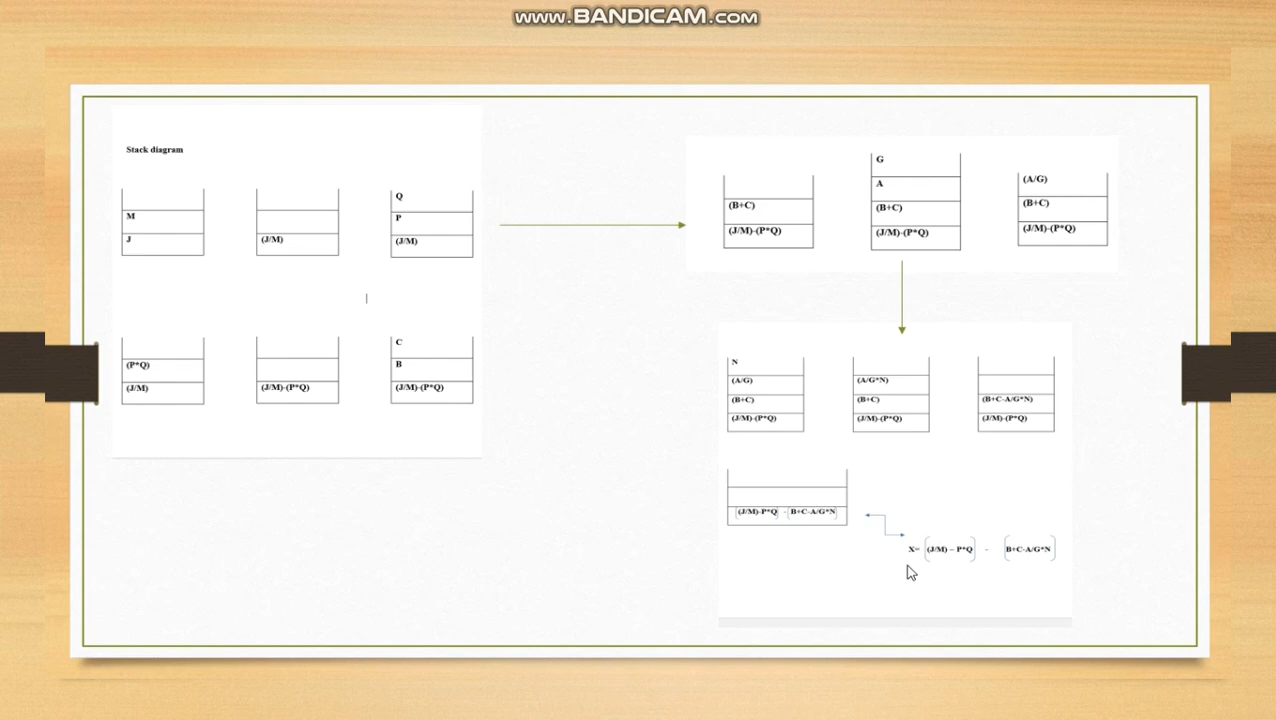 www.BANDICAM.com
Stack diagram
M
J
(J/M)
Q
P
(J/M)
(P*Q)
(J/M)
(J/M)-(P*Q)
C
B
(J/M)-(P*Q)
(B+C)
(J/M)-(P*Q)
G
A
(B+C)
(J/M)-(P*Q)
(A/G)
(B+C)
(J/M)-(P*Q)
N
(A/G)
(B+C)
(J/M)-(P*Q)
(A/G*N)
(B+C)
(J/M)-(P*Q)
(B+C-A/G*N)
(J/M)-(P*Q)
((J/M)-P*Q) - (B+C-A/G*N)
X= ((J/M) – P*Q) - (B+C-A/G*N)